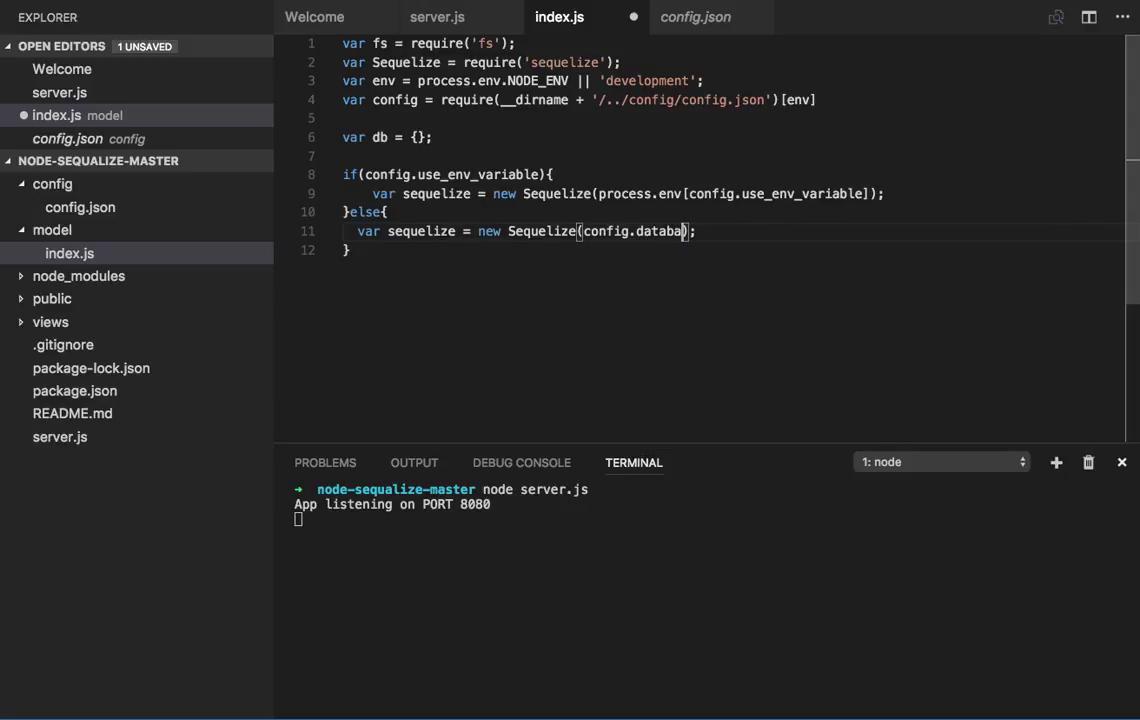 EXPLORER
OPEN EDITORS 1 UNSAVED
Welcome
server.js
index.js model
config.json config
NODE-SEQUALIZE-MASTER
config
config.json
model
index.js
node_modules
public
views
.gitignore
package-lock.json
package.json
README.md
server.js
Welcome server.js index.js config.json
1 var fs = require('fs');
2 var Sequelize = require('sequelize');
3 var env = process.env.NODE_ENV || 'development';
4 var config = require(__dirname + '/../config/config.json')[env]
5
6 var db = {};
7
8 if(config.use_env_variable){
9 var sequelize = new Sequelize(process.env[config.use_env_variable]);
10 }else{
11 var sequelize = new Sequelize(config.databa);
12 }
PROBLEMS OUTPUT DEBUG CONSOLE TERMINAL 1: node
→ node-sequalize-master node server.js
App listening on PORT 8080